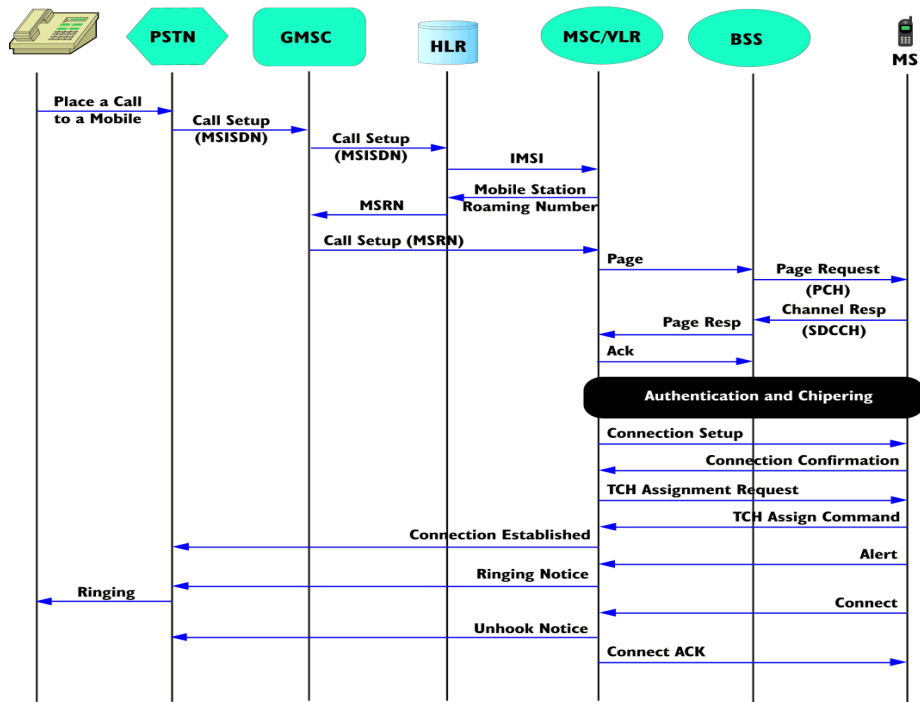 PSTN
GMSC
HLR
MSC/VLR
BSS
MS
Place a Call
to a Mobile
Call Setup
(MSISDN)
Call Setup
(MSISDN)
IMSI
Mobile Station
Roaming Number
MSRN
Call Setup (MSRN)
Page
Page Request
(PCH)
Channel Resp
(SDCCH)
Page Resp
Ack
Authentication and Chipering
Connection Setup
Connection Confirmation
TCH Assignment Request
TCH Assign Command
Connection Established
Alert
Ringing Notice
Ringing
Connect
Unhook Notice
Connect ACK